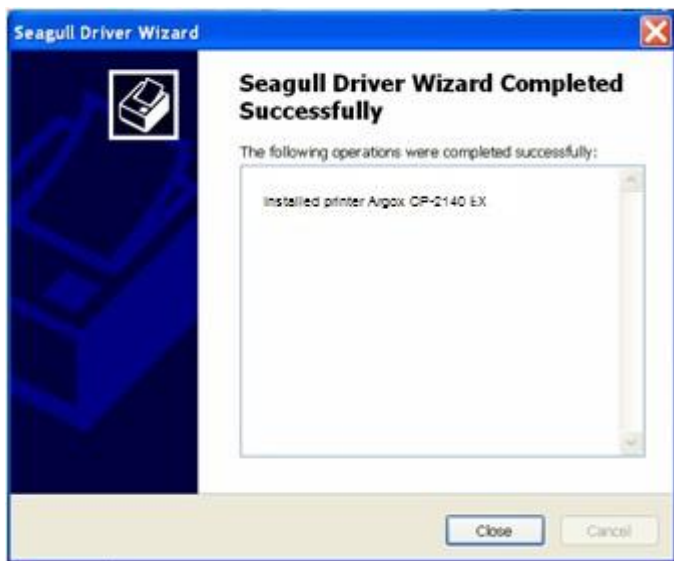 Seagull Driver Wizard
Seagull Driver Wizard Completed
Successfully
The following operations were completed successfully:
Installed printer Argox CP-2140 EX
Close
Cancel